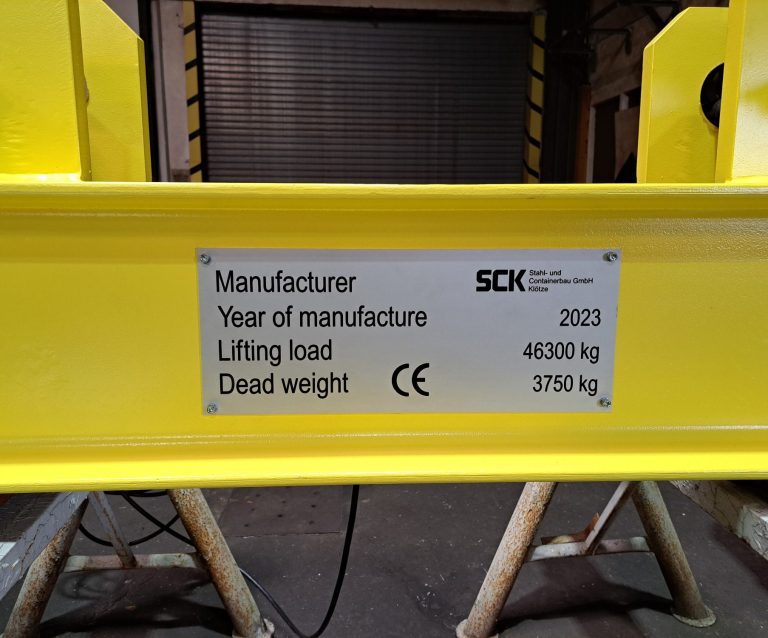 Manufacturer SCK Stahl- und
Containerbau GmbH
Klötze
Year of manufacture 2023
Lifting load 46300 kg
Dead weight CE 3750 kg